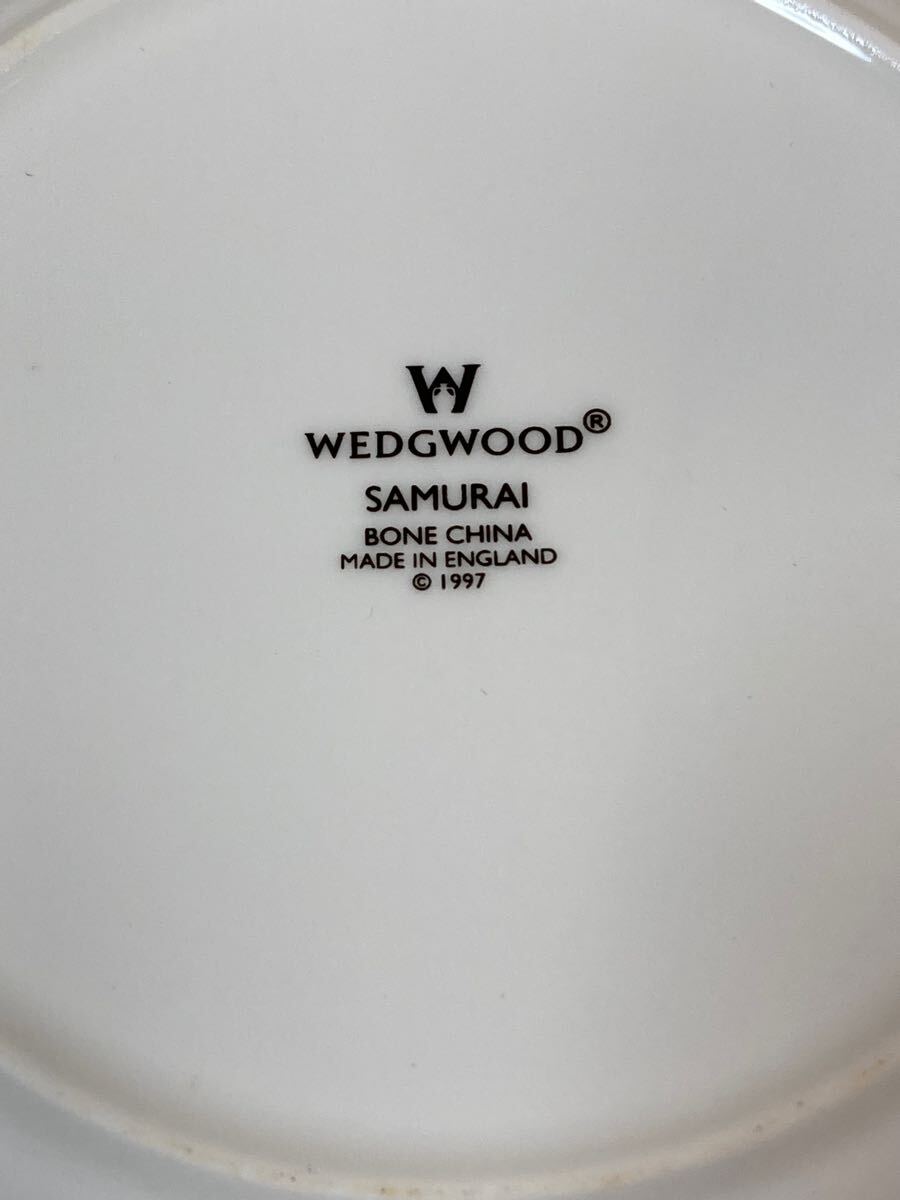 W
WEDGWOOD®
SAMURAI
BONE CHINA
MADE IN ENGLAND
© 1997